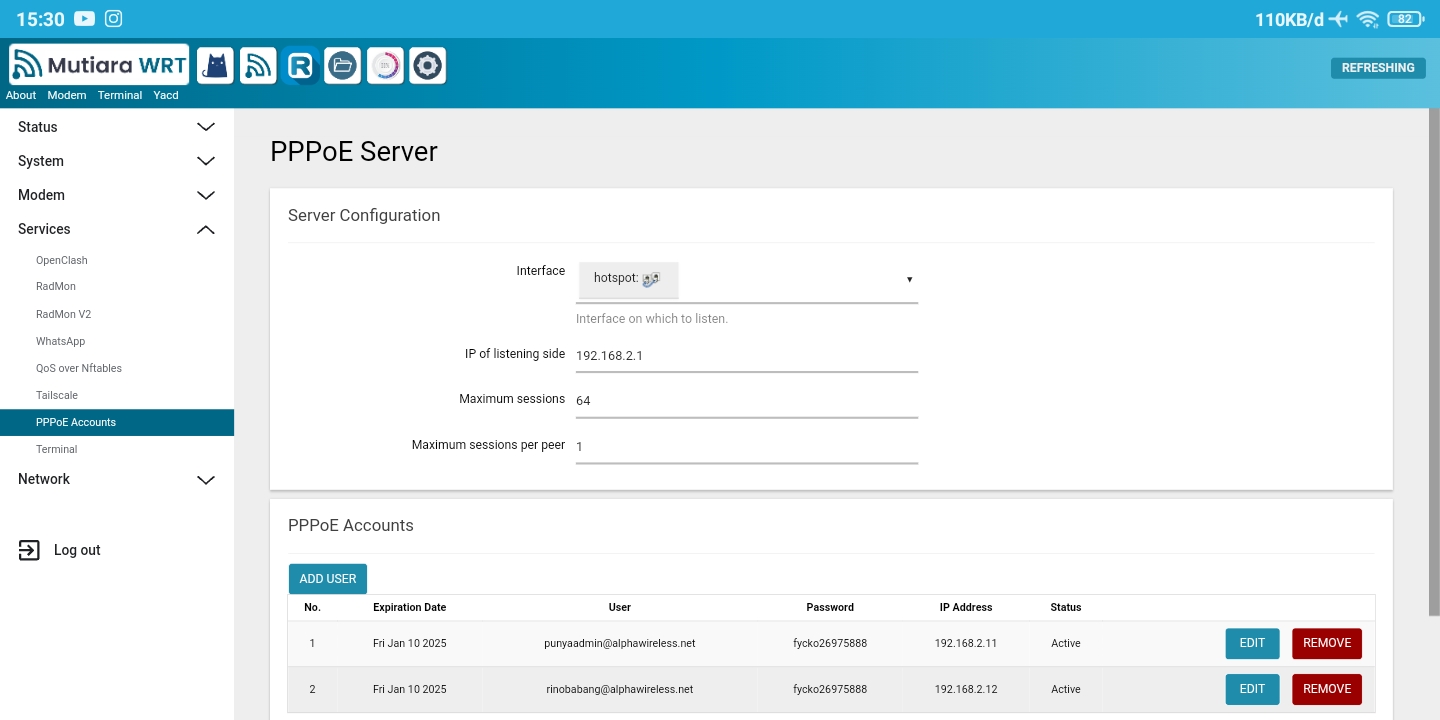 15:30
110KB/d
82
Mutiara WRT
REFRESHING
About Modem Terminal Yacd
Status
System
Modem
Services
OpenClash
RadMon
RadMon V2
WhatsApp
QoS over Nftables
Tailscale
PPPoE Accounts
Terminal
Network
Log out
PPPoE Server
Server Configuration
Interface hotspot:
Interface on which to listen.
IP of listening side 192.168.2.1
Maximum sessions 64
Maximum sessions per peer 1
PPPoE Accounts
ADD USER
No. Expiration Date User Password IP Address Status
1 Fri Jan 10 2025 punyaadmin@alphawireless.net fycko26975888 192.168.2.11 Active EDIT REMOVE
2 Fri Jan 10 2025 rinobabang@alphawireless.net fycko26975888 192.168.2.12 Active EDIT REMOVE